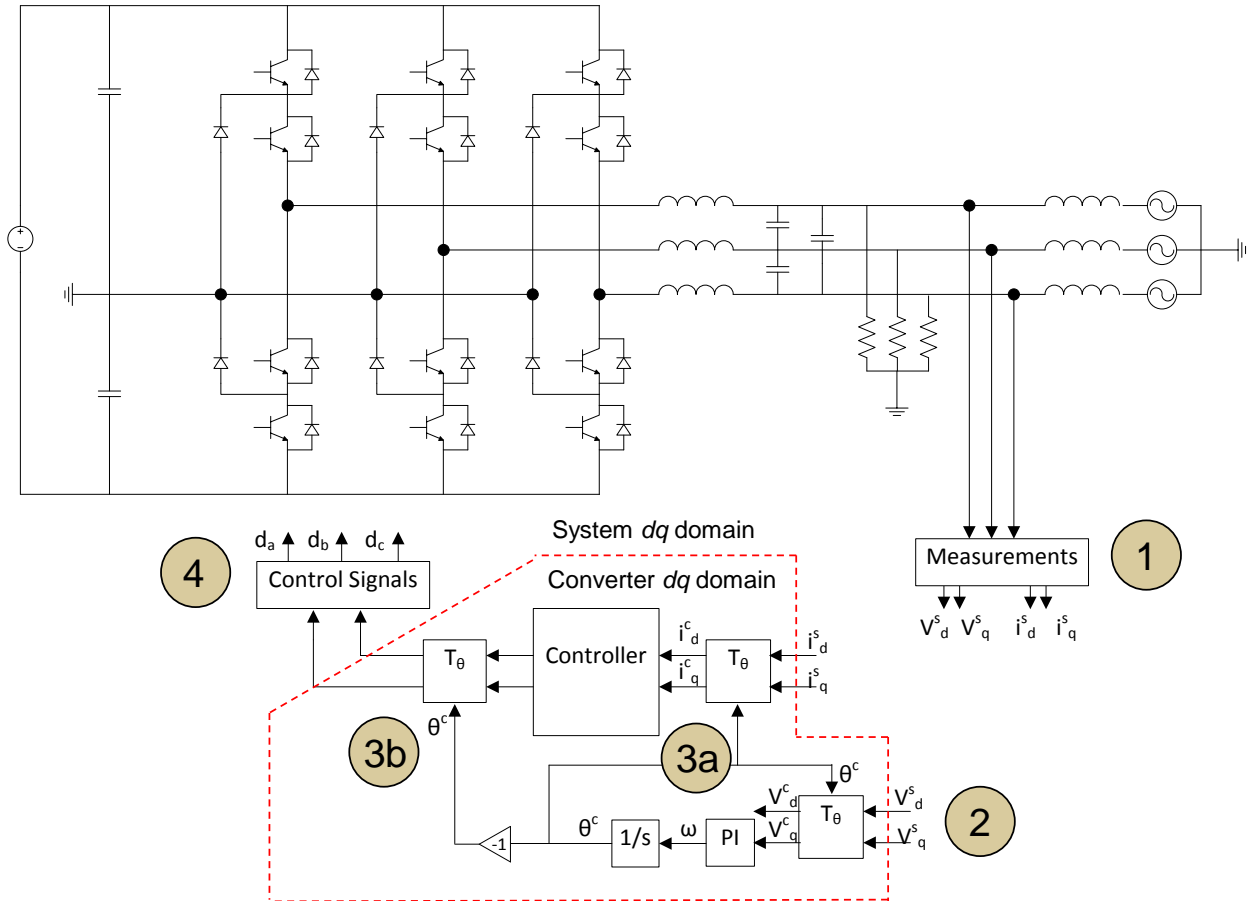 +
−
System dq domain
Converter dq domain
4
d_a d_b d_c
Control Signals
1
Measurements
V^s_d V^s_q i^s_d i^s_q
T_θ
Controller
i^c_d
i^c_q
T_θ
i^s_d
i^s_q
θ^c
3b
3a
θ^c
-1
θ^c
1/s
ω
PI
V^c_d
V^c_q
T_θ
V^s_d
V^s_q
2